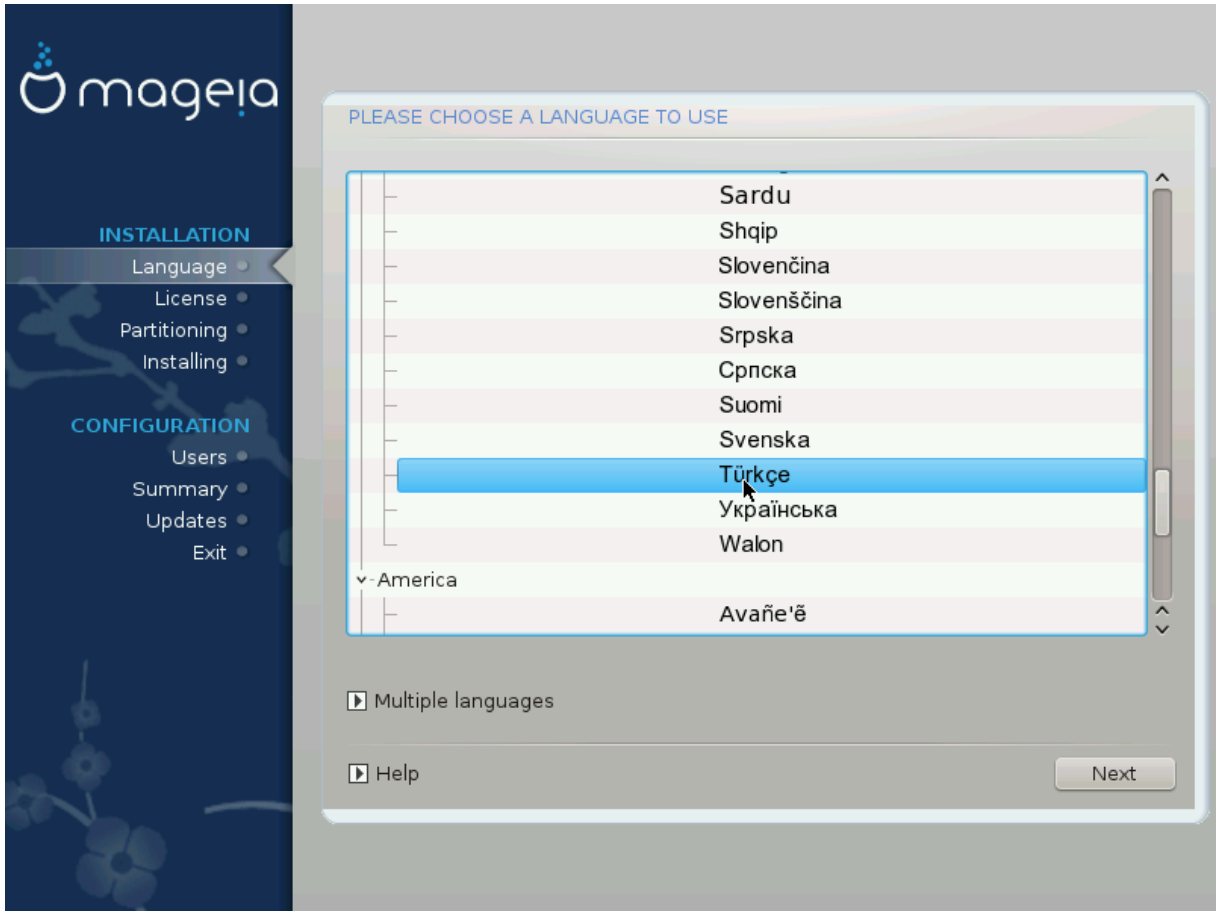 mageia
PLEASE CHOOSE A LANGUAGE TO USE
INSTALLATION
Language
License
Partitioning
Installing
CONFIGURATION
Users
Summary
Updates
Exit
Sardu
Shqip
Slovenčina
Slovenščina
Srpska
Српска
Suomi
Svenska
Türkçe
Українська
Walon
America
Avañe'ẽ
Multiple languages
Help
Next